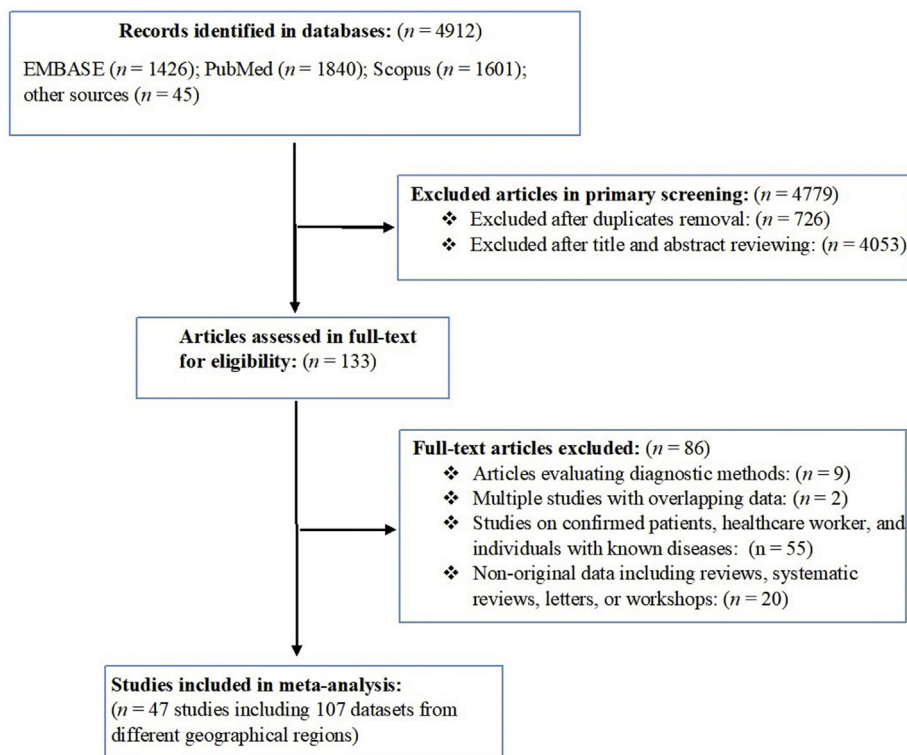 Records identified in databases: (n = 4912)
EMBASE (n = 1426); PubMed (n = 1840); Scopus (n = 1601);
other sources (n = 45)
Excluded articles in primary screening: (n = 4779)
❖ Excluded after duplicates removal: (n = 726)
❖ Excluded after title and abstract reviewing: (n = 4053)
Articles assessed in full-text
for eligibility: (n = 133)
Full-text articles excluded: (n = 86)
❖ Articles evaluating diagnostic methods: (n = 9)
❖ Multiple studies with overlapping data: (n = 2)
❖ Studies on confirmed patients, healthcare worker, and
individuals with known diseases: (n = 55)
❖ Non-original data including reviews, systematic
reviews, letters, or workshops: (n = 20)
Studies included in meta-analysis:
(n = 47 studies including 107 datasets from
different geographical regions)